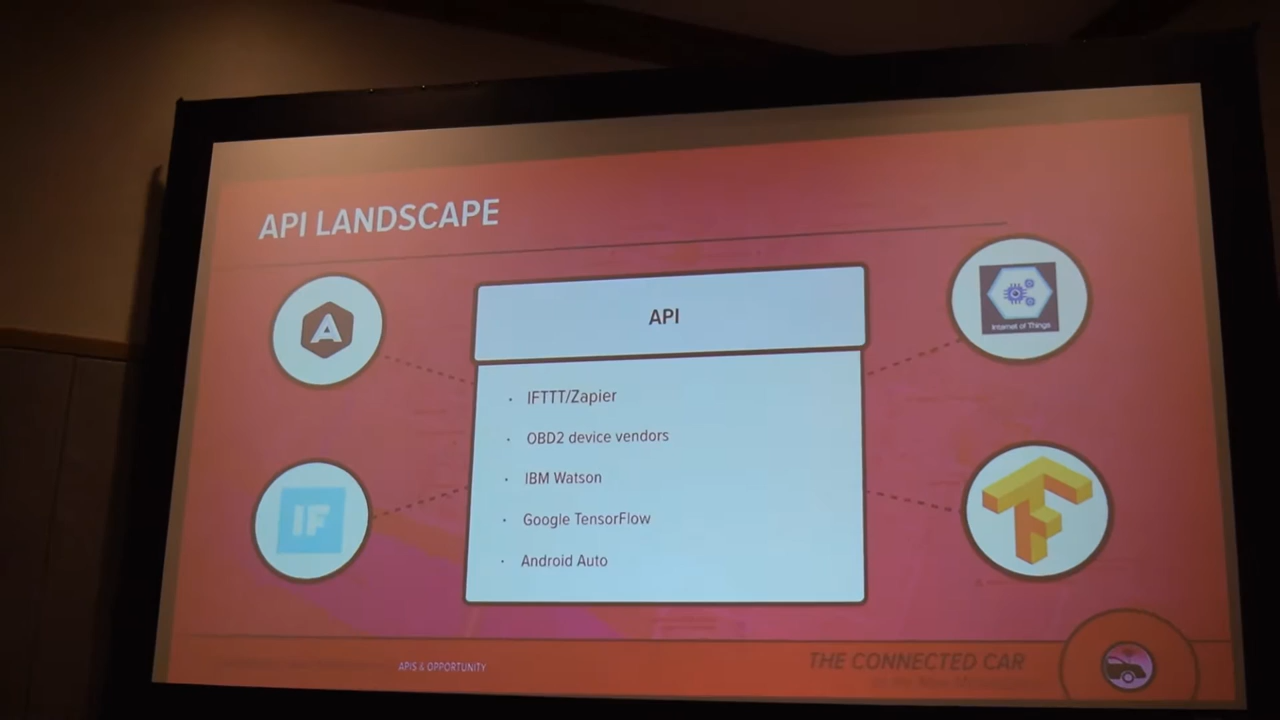 API LANDSCAPE
API
IFTTT/Zapier
OBD2 device vendors
IBM Watson
Google TensorFlow
Android Auto
A
IF
Internet of Things
APIS & OPPORTUNITY
THE CONNECTED CAR